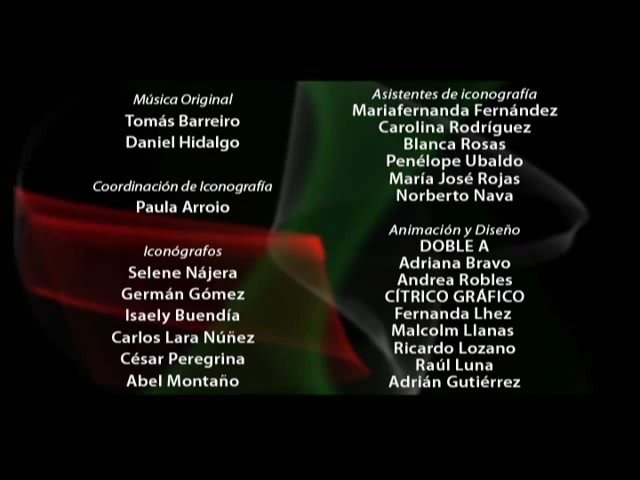 Música Original
Tomás Barreiro
Daniel Hidalgo
Coordinación de Iconografía
Paula Arroio
Iconógrafos
Selene Nájera
Germán Gómez
Isaely Buendía
Carlos Lara Núñez
César Peregrina
Abel Montaño
Asistentes de iconografía
Mariafernanda Fernández
Carolina Rodríguez
Blanca Rosas
Penélope Ubaldo
María José Rojas
Norberto Nava
Animación y Diseño
DOBLE A
Adriana Bravo
Andrea Robles
CÍTRICO GRÁFICO
Fernanda Lhez
Malcolm Llanas
Ricardo Lozano
Raúl Luna
Adrián Gutiérrez